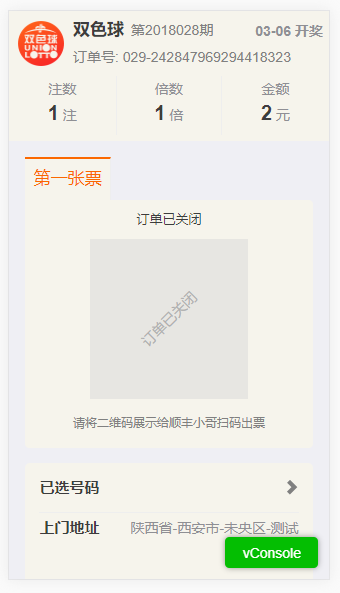 双色球
UNION
LOTTO
双色球 第2018028期 03-06 开奖
订单号: 029-242847969294418323
注数 倍数 金额
1 注 1 倍 2 元
第一张票
订单已关闭
订单已关闭
请将二维码展示给顺丰小哥扫码出票
已选号码
上门地址 陕西省-西安市-未央区-测试
vConsole